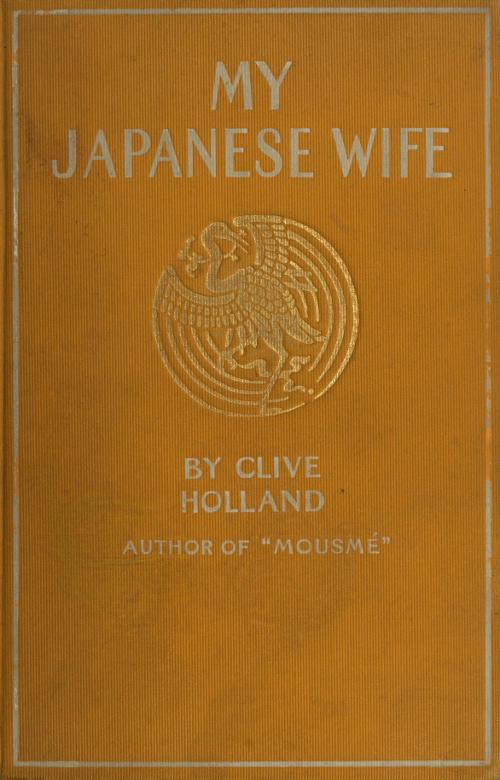 MY
JAPANESE WIFE
BY CLIVE
HOLLAND
AUTHOR OF "MOUSMÉ"